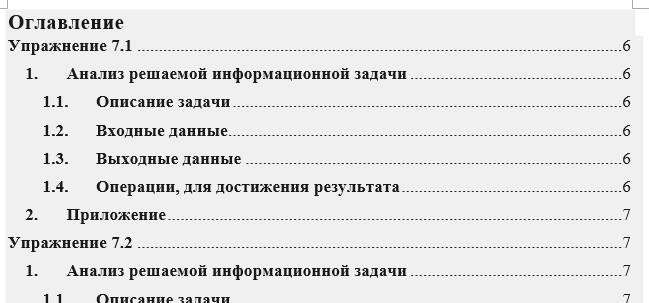 Оглавление
Упражнение 7.1 ........ 6
1. Анализ решаемой информационной задачи ........ 6
1.1. Описание задачи ........ 6
1.2. Входные данные ........ 6
1.3. Выходные данные ........ 6
1.4. Операции, для достижения результата ........ 6
2. Приложение ........ 7
Упражнение 7.2 ........ 7
1. Анализ решаемой информационной задачи ........ 7
1.1. Описание задачи ........ 7